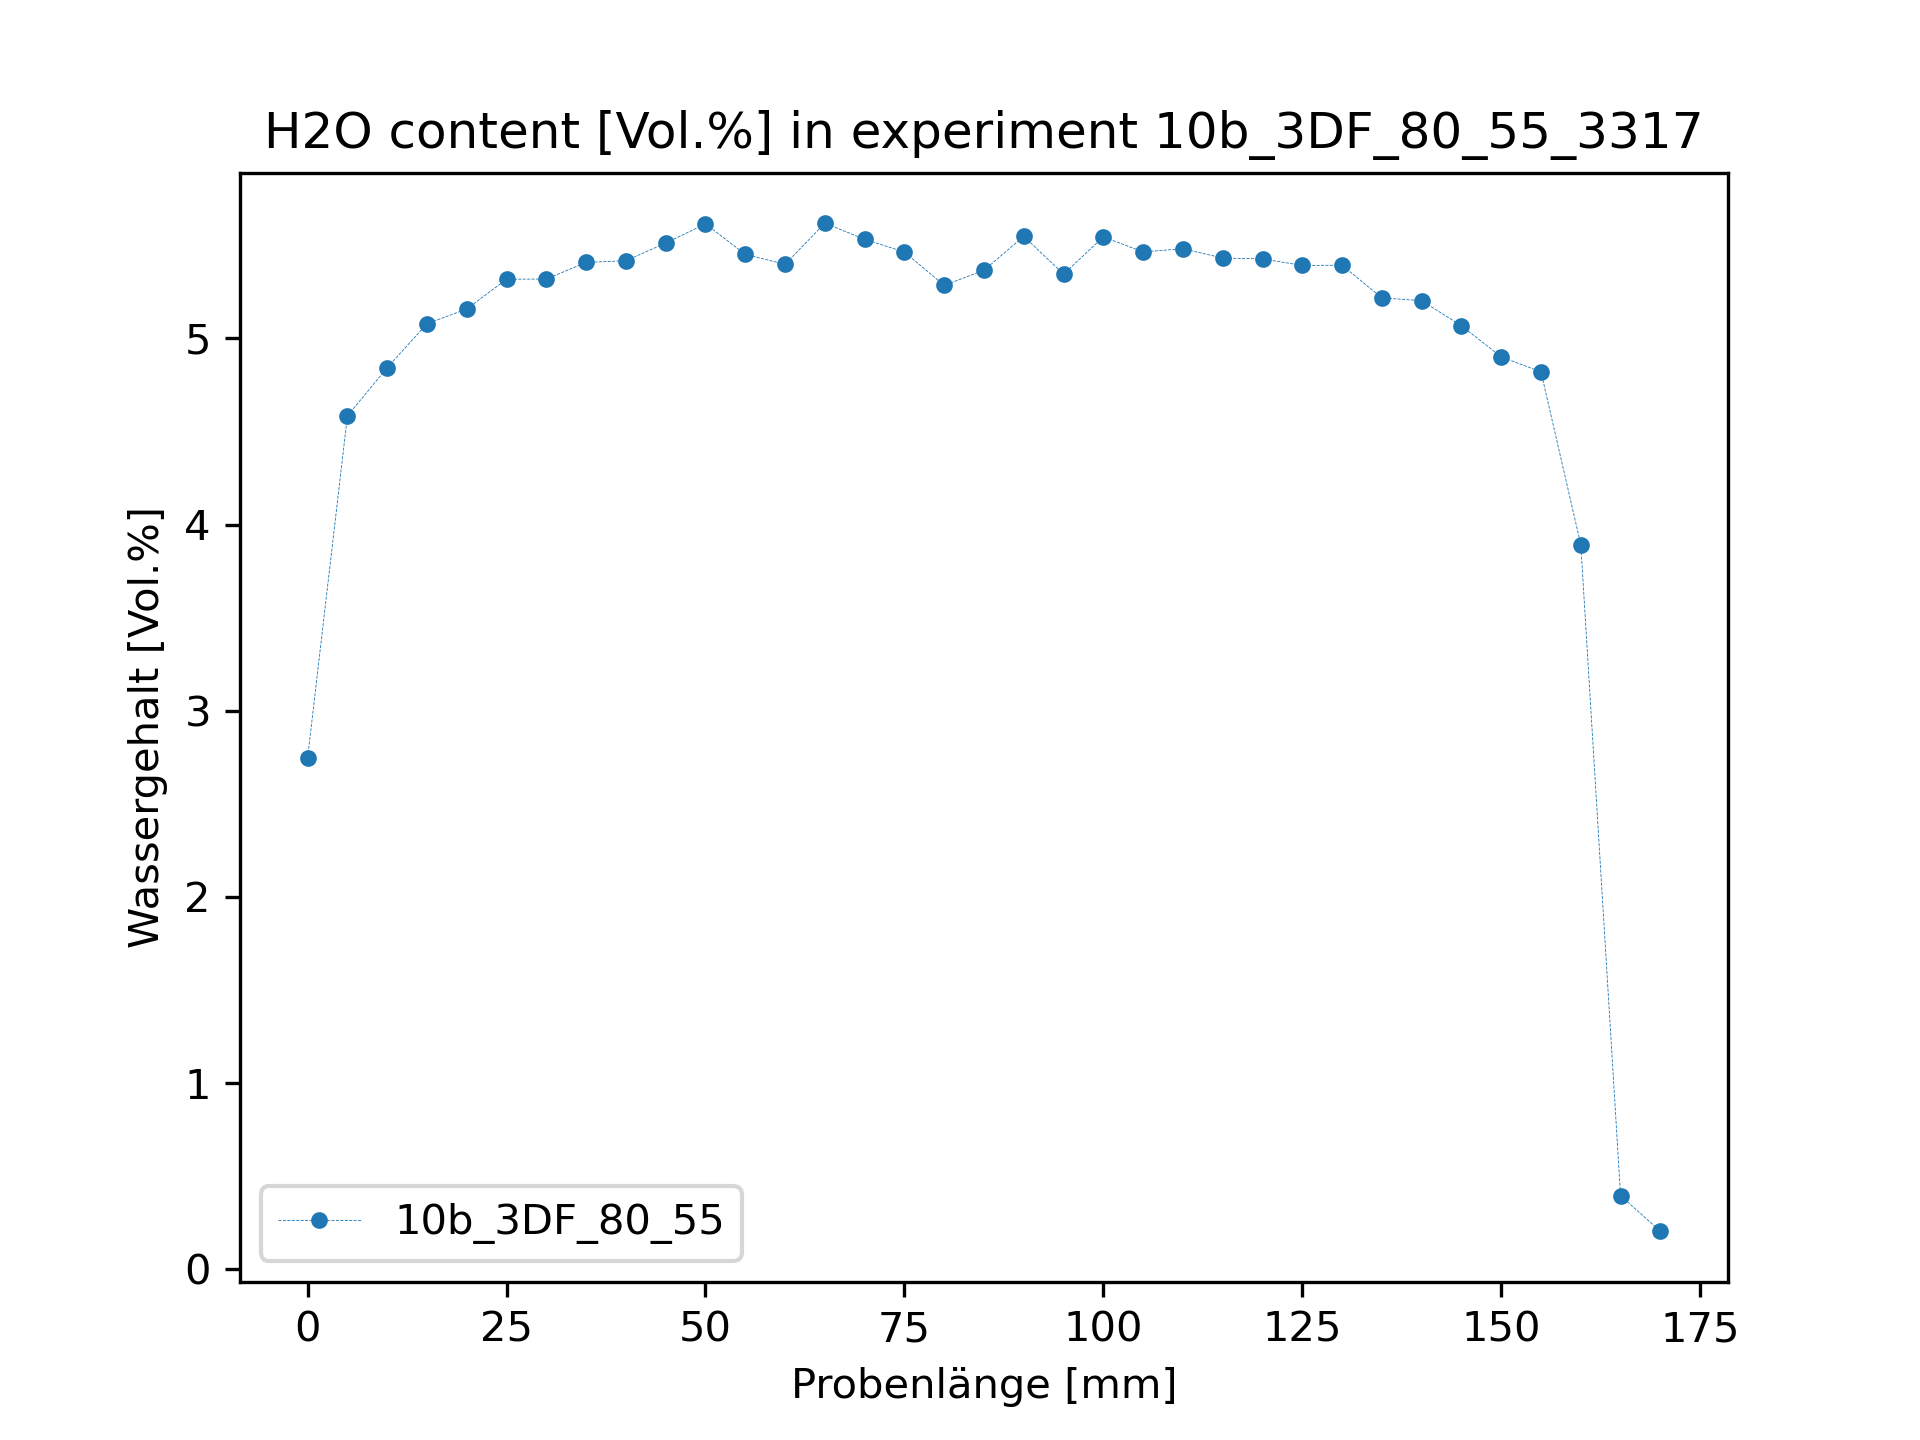 H2O content [Vol.%] in experiment 10b_3DF_80_55_3317
Wassergehalt [Vol.%]
5
4
3
2
1
0
10b_3DF_80_55
0 25 50 75 100 125 150 175
Probenlänge [mm]